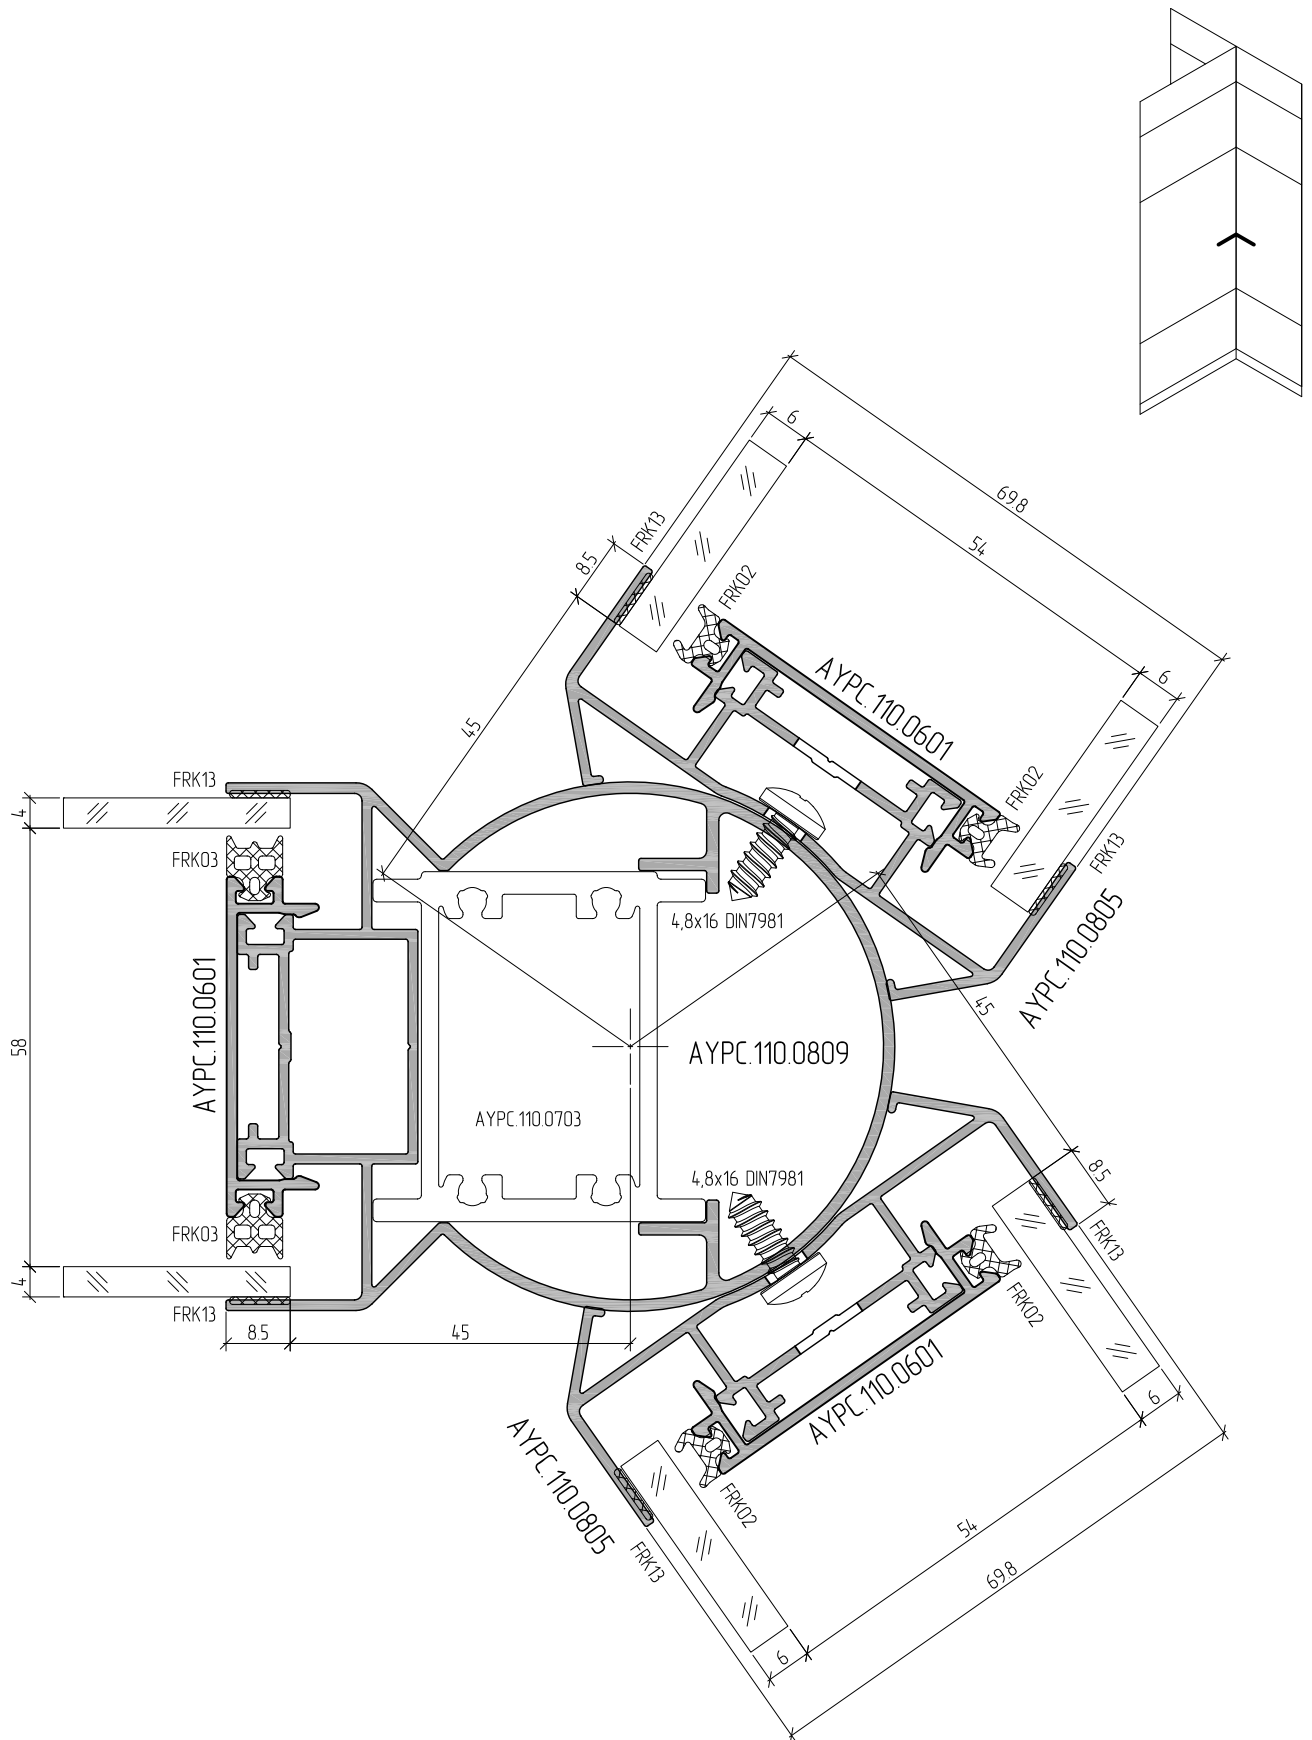 6
69.8
FRK13
54
8.5
FRK02
6
45
AYPC.110.0601
FRK13
4
FRK02
FRK13
FRK03
4,8x16 DIN7981
AYPC.110.0805
45
AYPC.110.0601
58
AYPC.110.0809
AYPC.110.0703
4,8x16 DIN7981
8.5
FRK03
FRK13
4
FRK13
FRK02
8.5
45
AYPC.110.0601
6
AYPC.110.0805
FRK02
54
FRK13
69.8
6